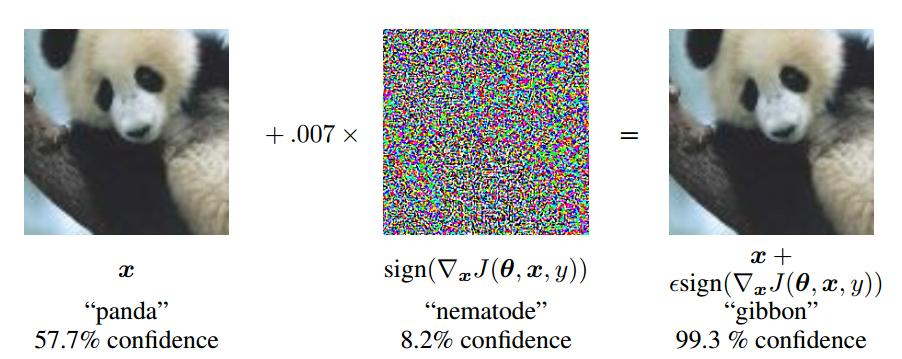 + .007 ×
=
x
“panda”
57.7% confidence
sign(∇ₓJ(θ, x, y))
“nematode”
8.2% confidence
x +
ϵsign(∇ₓJ(θ, x, y))
“gibbon”
99.3 % confidence